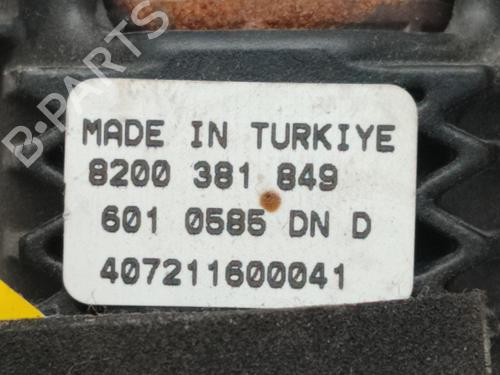 B-PARTS
MADE IN TURKIYE
8200 381 849
601 0585 DN D
407211600041